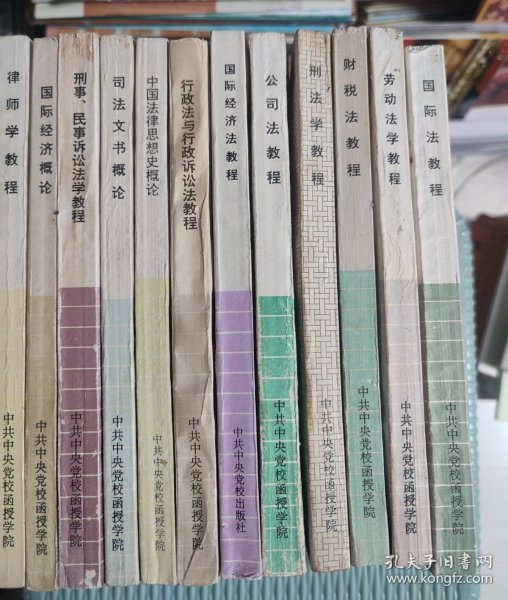 律师学教程
中共中央党校函授学院
国际经济概论
中共中央党校函授学院
刑事、民事诉讼法学教程
中共中央党校函授学院
司法文书概论
中共中央党校函授学院
中国法律思想史概论
中共中央党校函授学院
行政法与行政诉讼法教程
中共中央党校函授学院
国际经济法教程
中共中央党校出版社
公司法教程
中共中央党校函授学院
刑法学教程
中共中央党校函授学院
财税法教程
中共中央党校函授学院
劳动法学教程
中共中央党校函授学院
国际法教程
中共中央党校函授学院
孔夫子旧书网
www.kongfz.com